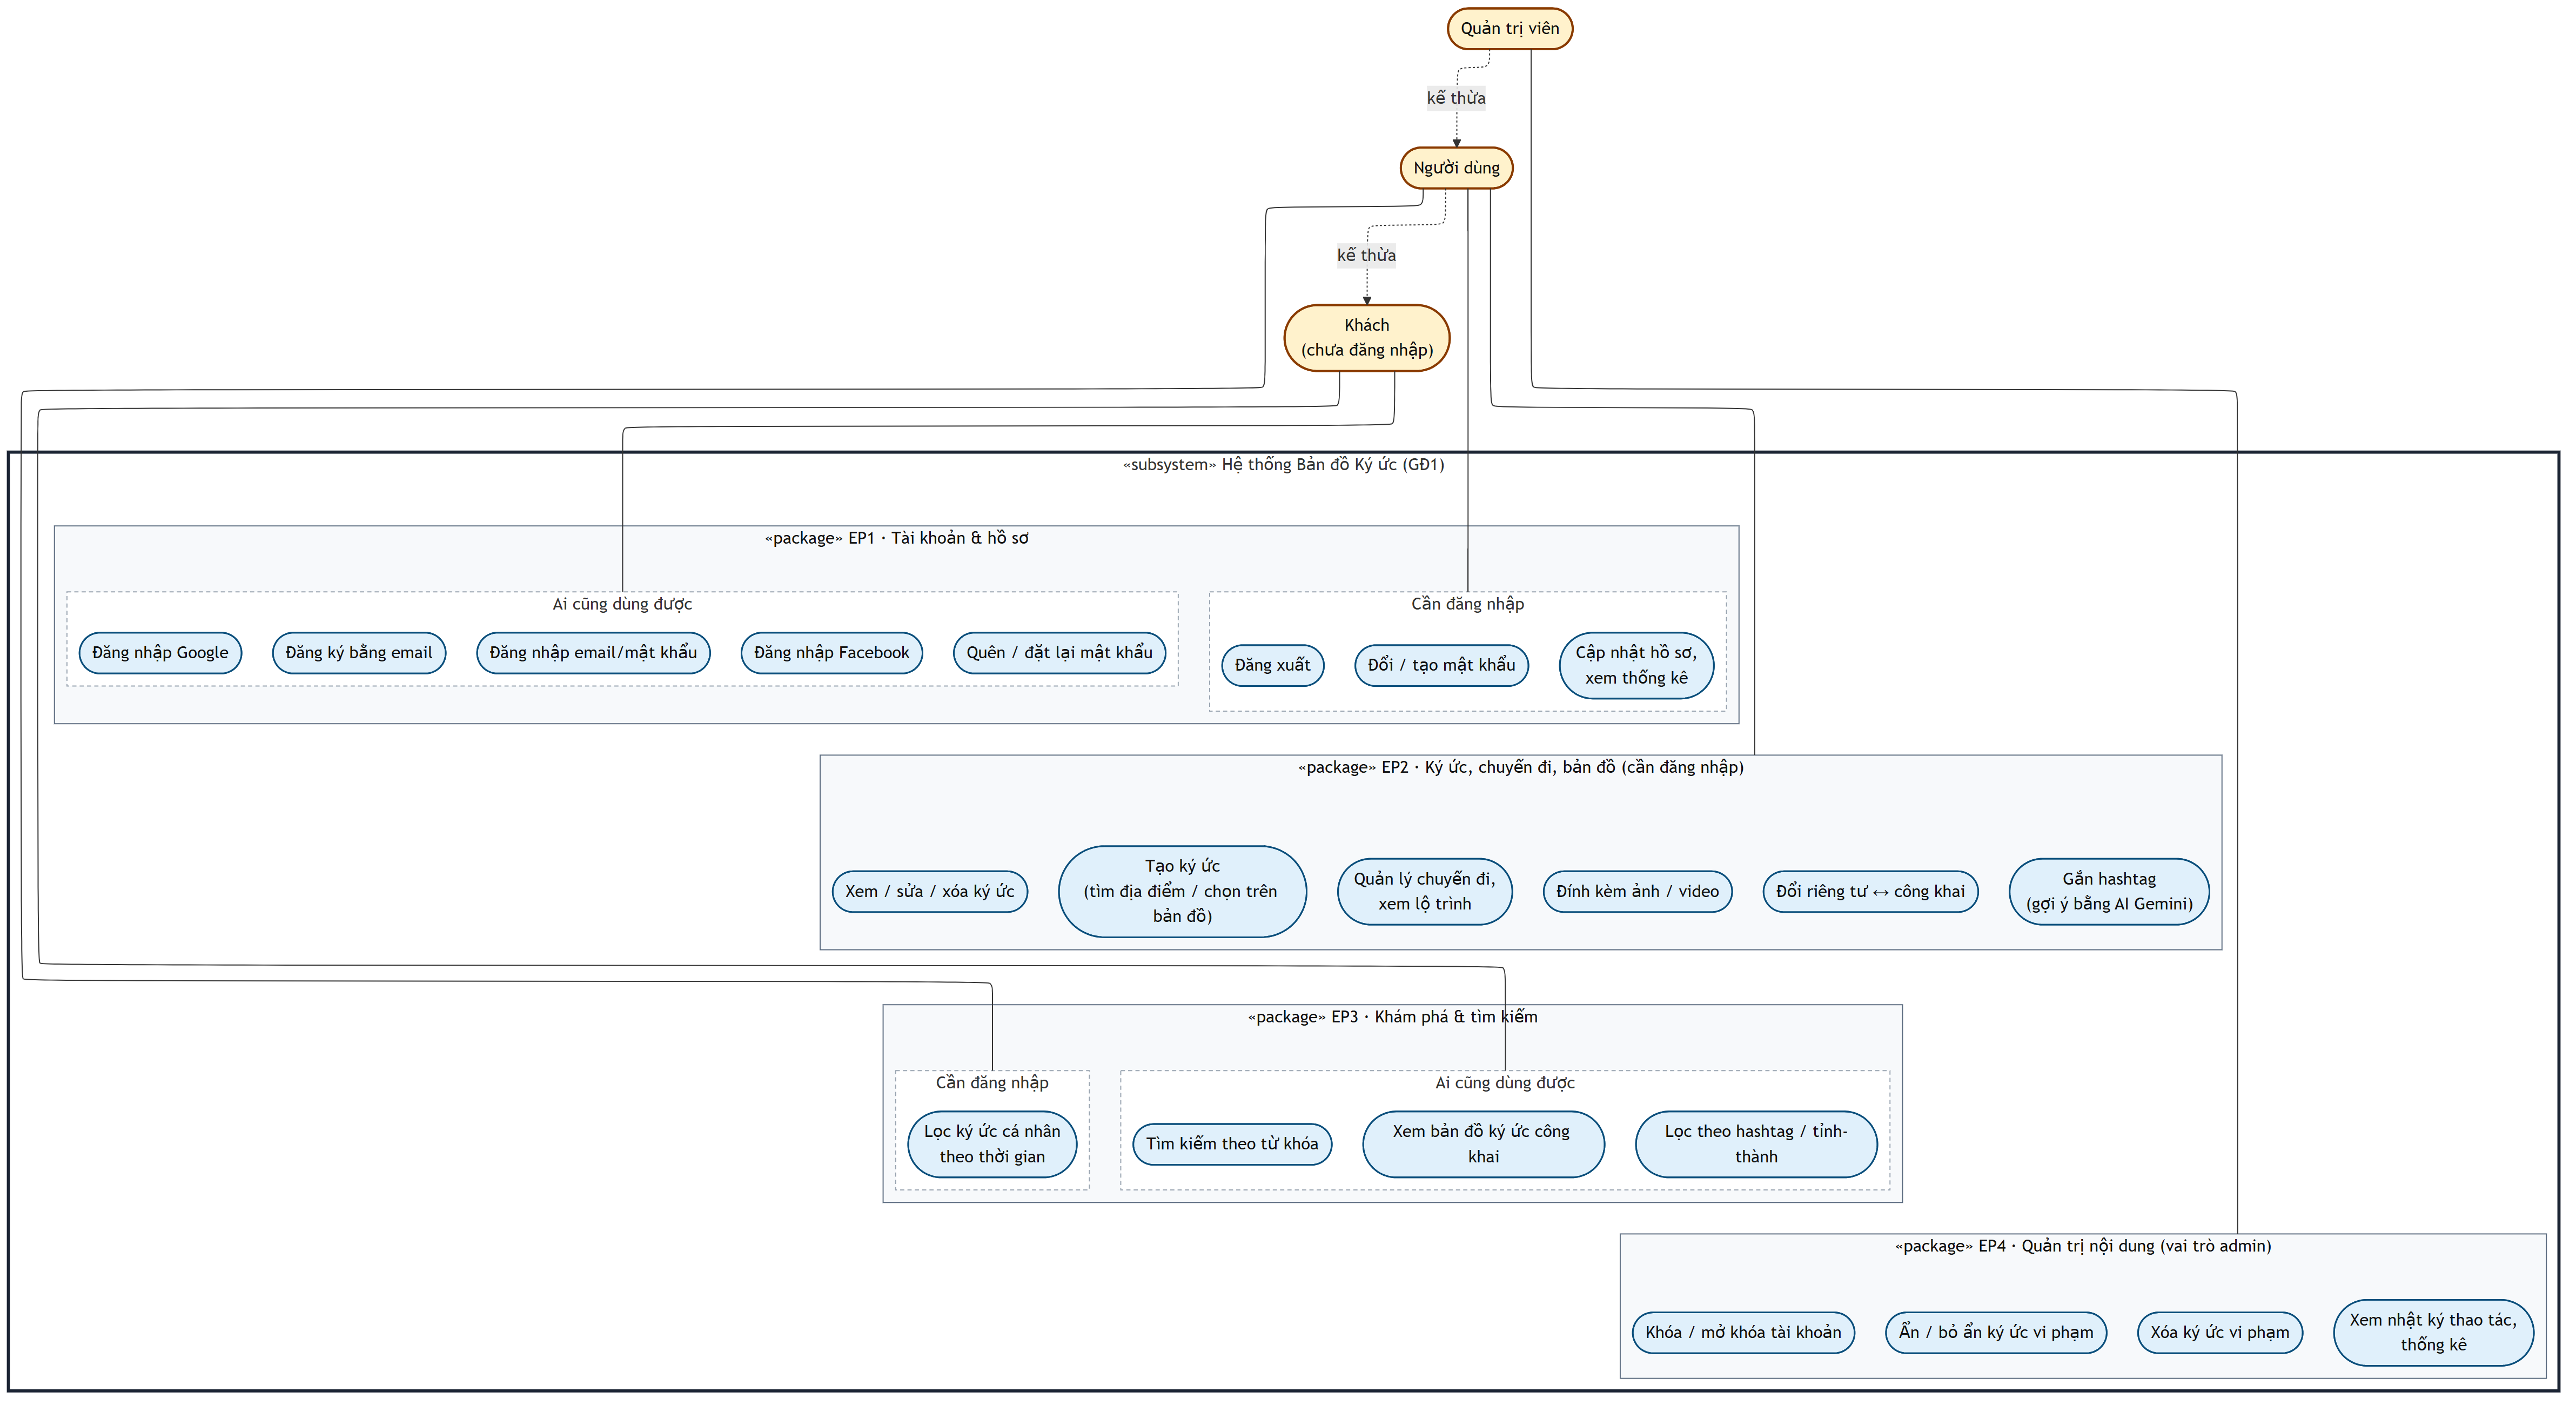 Quản trị viên
kế thừa
Người dùng
kế thừa
Khách
(chưa đăng nhập)
«subsystem» Hệ thống Bản đồ Ký ức (GĐ1)
«package» EP1 · Tài khoản & hồ sơ
Ai cũng dùng được
Cần đăng nhập
Đăng nhập Google
Đăng ký bằng email
Đăng nhập email/mật khẩu
Đăng nhập Facebook
Quên / đặt lại mật khẩu
Đăng xuất
Đổi / tạo mật khẩu
Cập nhật hồ sơ,
xem thống kê
«package» EP2 · Ký ức, chuyến đi, bản đồ (cần đăng nhập)
Xem / sửa / xóa ký ức
Tạo ký ức
(tìm địa điểm / chọn trên
bản đồ)
Quản lý chuyến đi,
xem lộ trình
Đính kèm ảnh / video
Đổi riêng tư ↔ công khai
Gắn hashtag
(gợi ý bằng AI Gemini)
«package» EP3 · Khám phá & tìm kiếm
Cần đăng nhập
Ai cũng dùng được
Lọc ký ức cá nhân
theo thời gian
Tìm kiếm theo từ khóa
Xem bản đồ ký ức công
khai
Lọc theo hashtag / tỉnh-
thành
«package» EP4 · Quản trị nội dung (vai trò admin)
Khóa / mở khóa tài khoản
Ẩn / bỏ ẩn ký ức vi phạm
Xóa ký ức vi phạm
Xem nhật ký thao tác,
thống kê